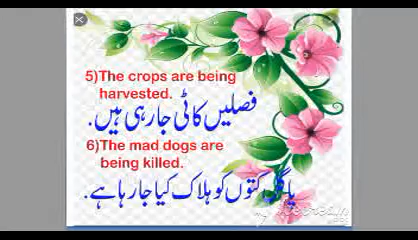 5)The crops are being
harvested.
فصلیں کاٹی جا رہی ہیں.
6)The mad dogs are
being killed.
پاگل کتوں کو ہلاک کیا جا رہا ہے.